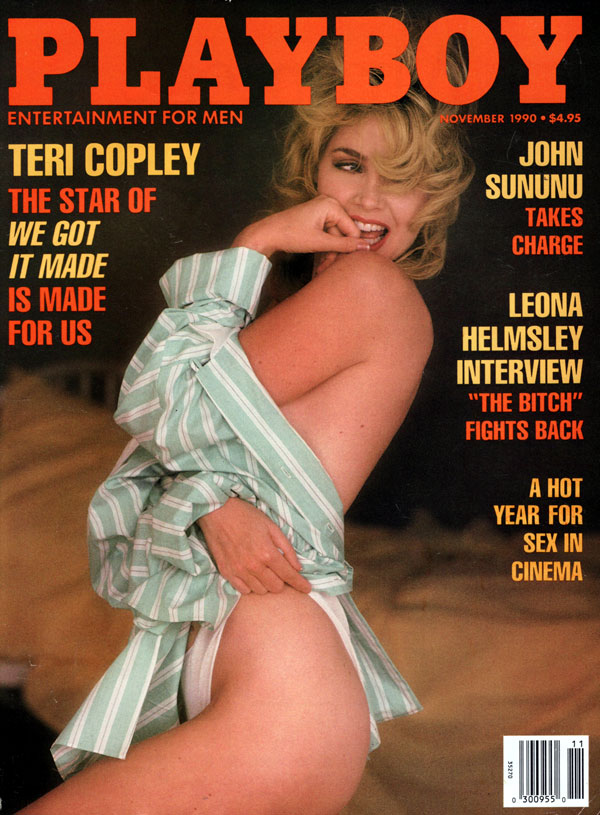 PLAYBOY
ENTERTAINMENT FOR MEN
NOVEMBER 1990 • $4.95
TERI COPLEY
THE STAR OF
WE GOT
IT MADE
IS MADE
FOR US
JOHN
SUNUNU
TAKES
CHARGE
LEONA
HELMSLEY
INTERVIEW
"THE BITCH"
FIGHTS BACK
A HOT
YEAR FOR
SEX IN
CINEMA
11
35270
0 300955 0